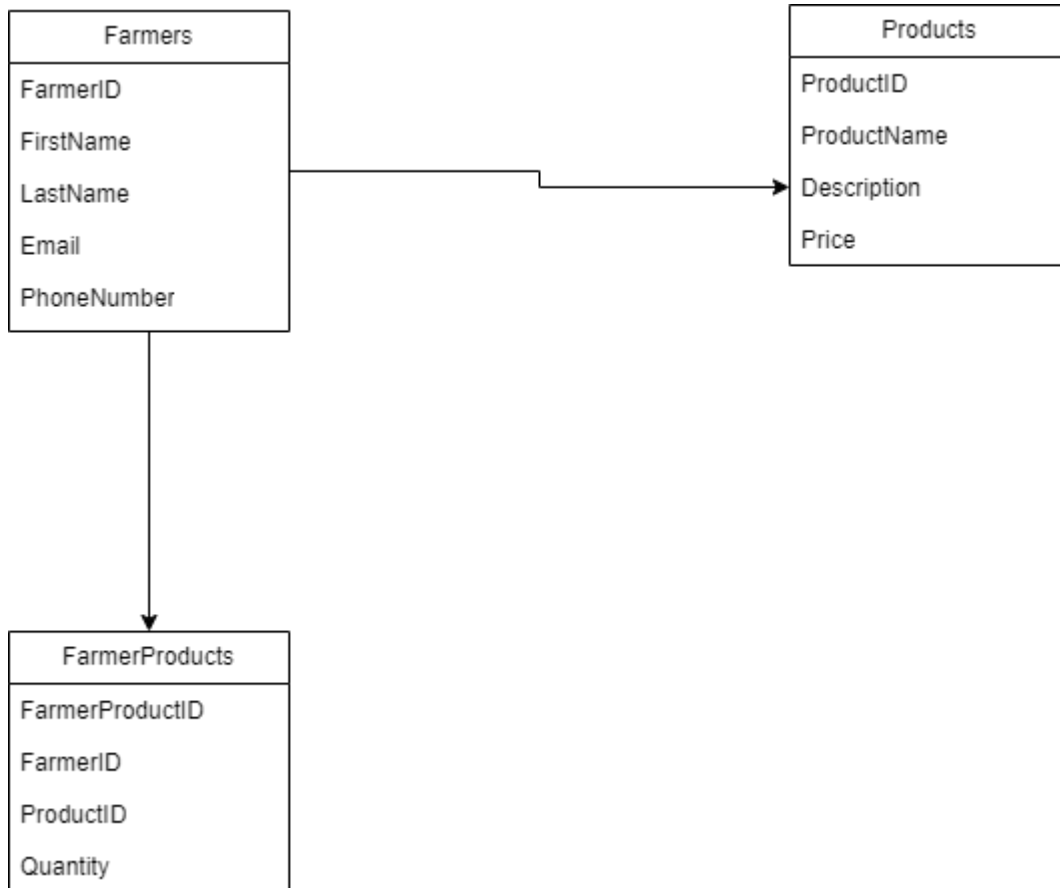 Farmers
FarmerID
FirstName
LastName
Email
PhoneNumber
Products
ProductID
ProductName
Description
Price
FarmerProducts
FarmerProductID
FarmerID
ProductID
Quantity